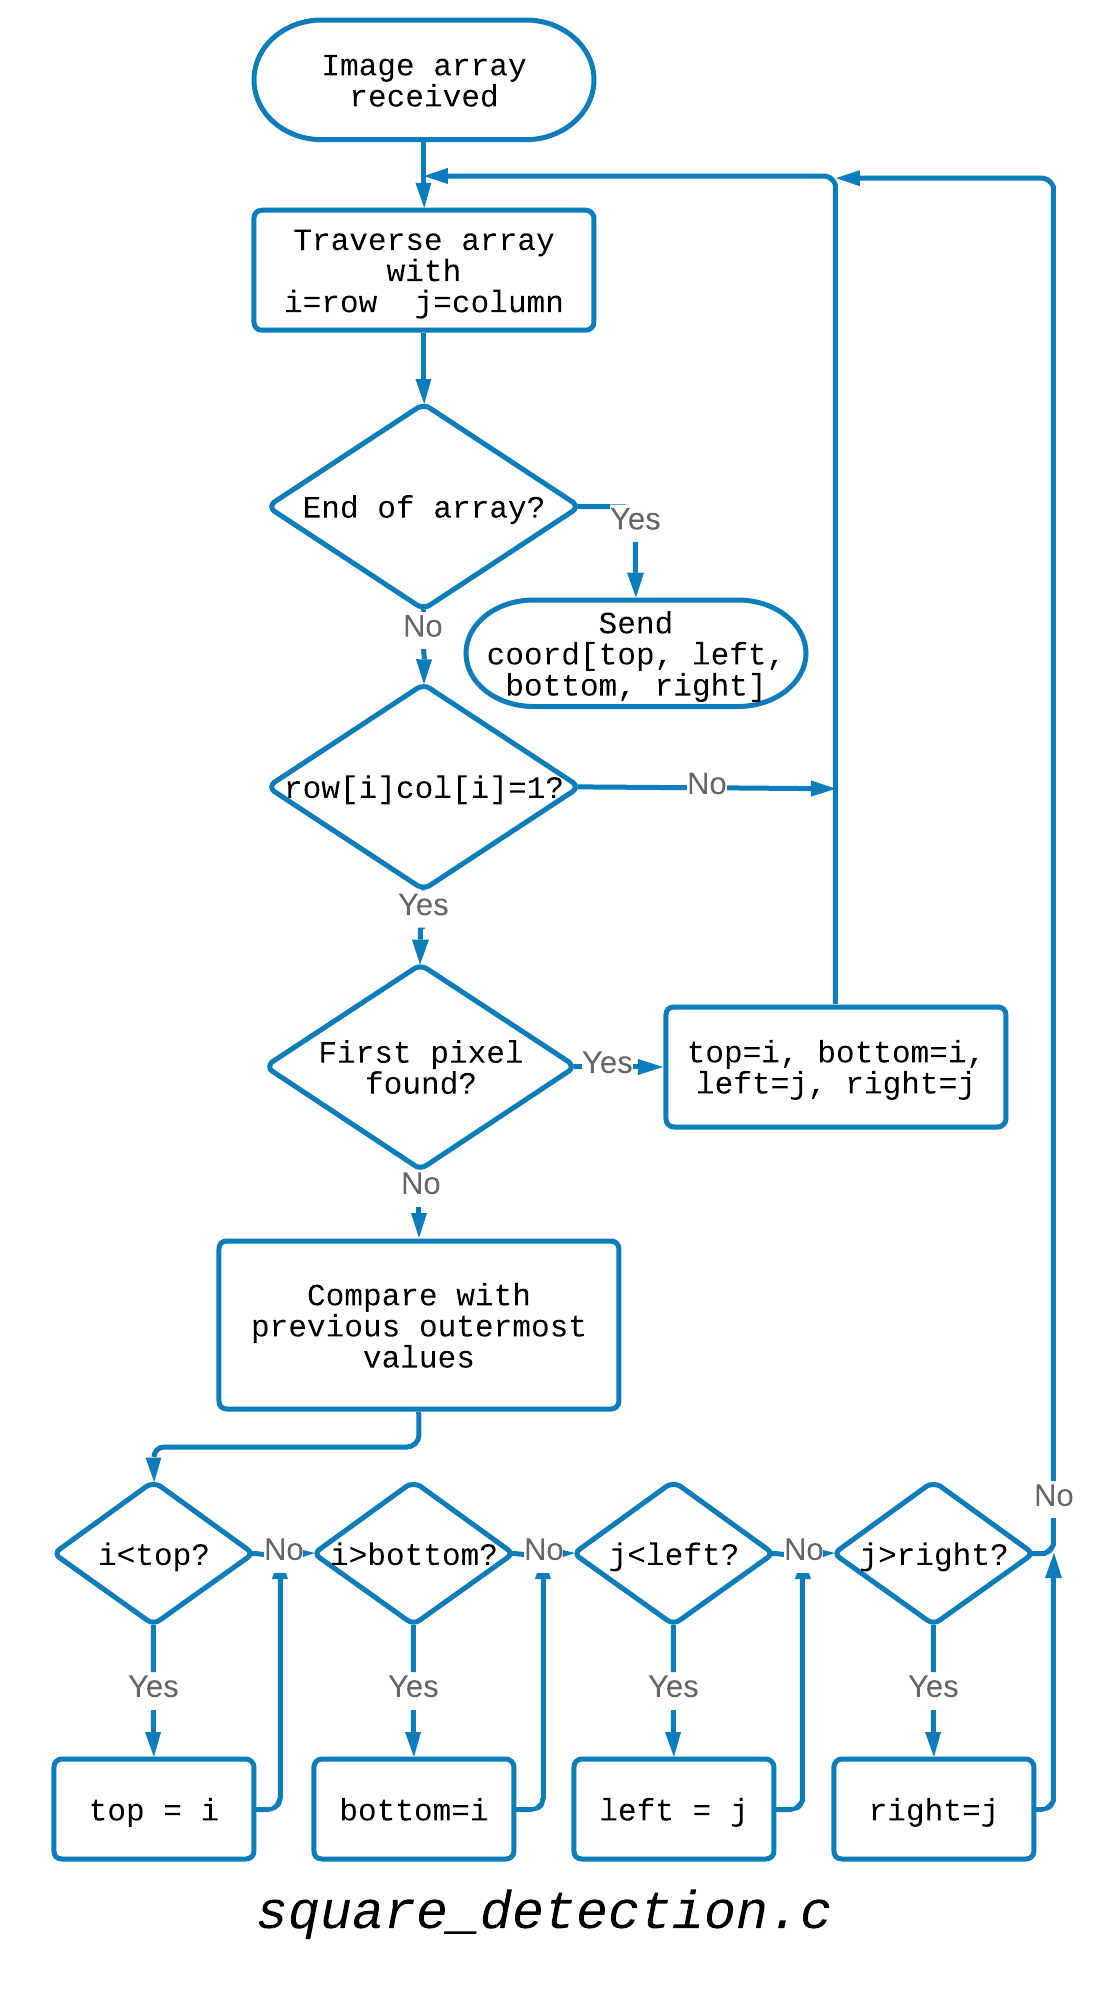 Image array
received
Traverse array
with
i=row  j=column
End of array?
Yes
No
Send
coord[top, left,
bottom, right]
row[i]col[i]=1?
No
Yes
First pixel
found?
Yes
top=i, bottom=i,
left=j, right=j
No
Compare with
previous outermost
values
No
i<top?
No
i>bottom?
No
j<left?
No
j>right?
Yes
Yes
Yes
Yes
top = i
bottom=i
left = j
right=j
square_detection.c